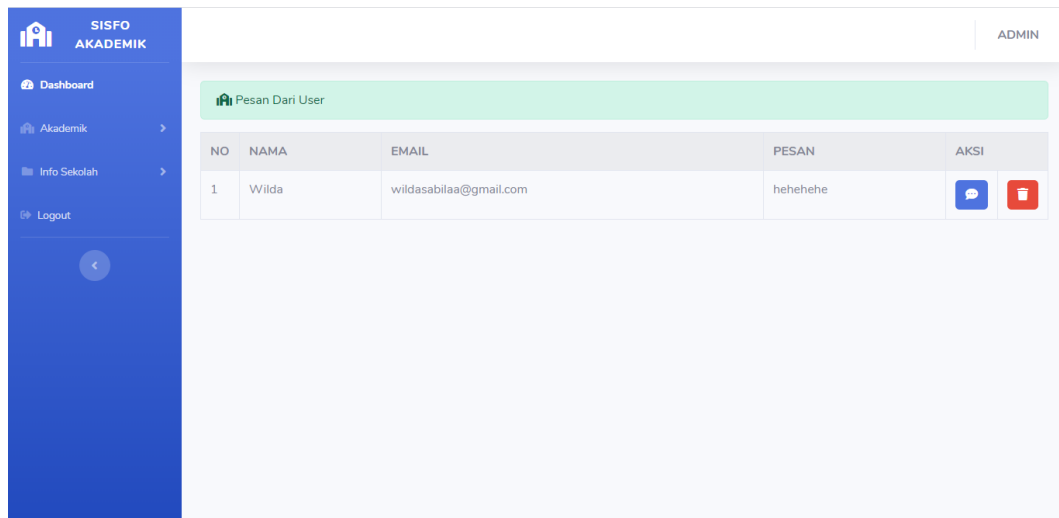 SISFO
AKADEMIK
ADMIN
Dashboard
Akademik
Info Sekolah
Logout
Pesan Dari User
NO NAMA EMAIL PESAN AKSI
1 Wilda wildasabilaa@gmail.com hehehehe